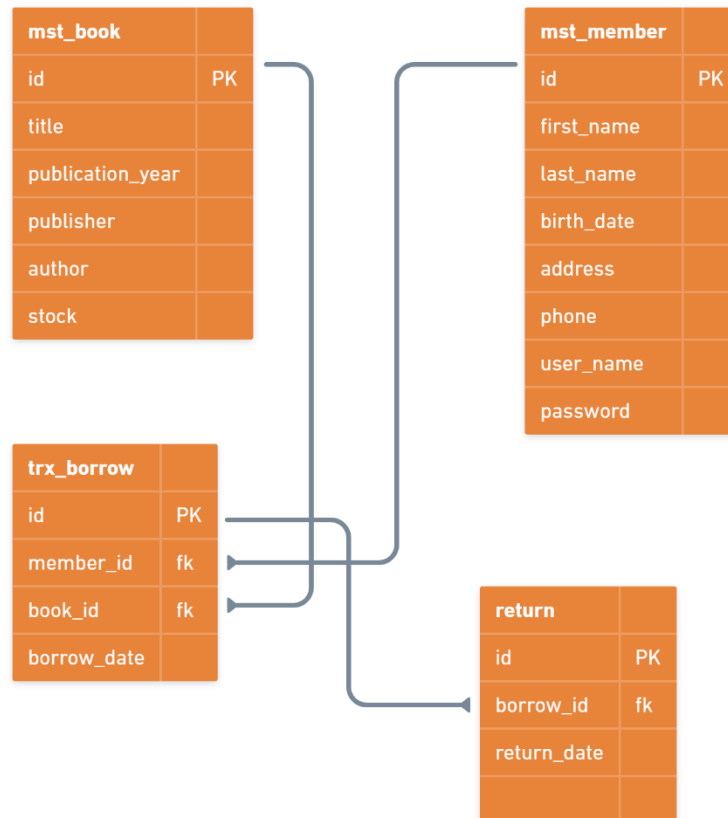 mst_book
id PK
title
publication_year
publisher
author
stock
mst_member
id PK
first_name
last_name
birth_date
address
phone
user_name
password
trx_borrow
id PK
member_id fk
book_id fk
borrow_date
return
id PK
borrow_id fk
return_date